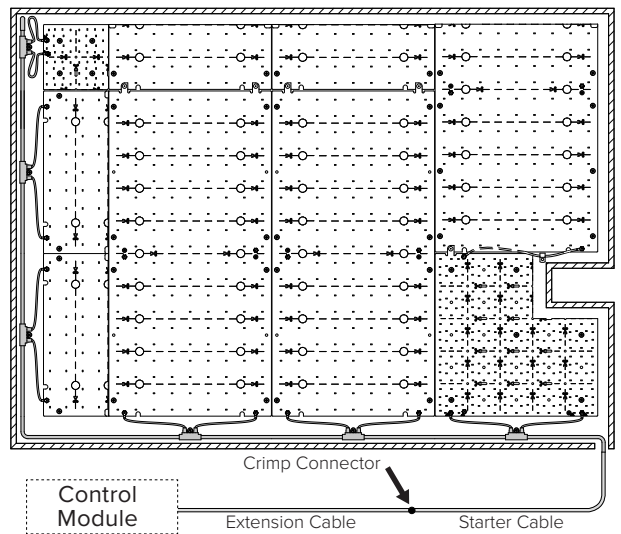 Crimp Connector
Control
Module
Extension Cable
Starter Cable